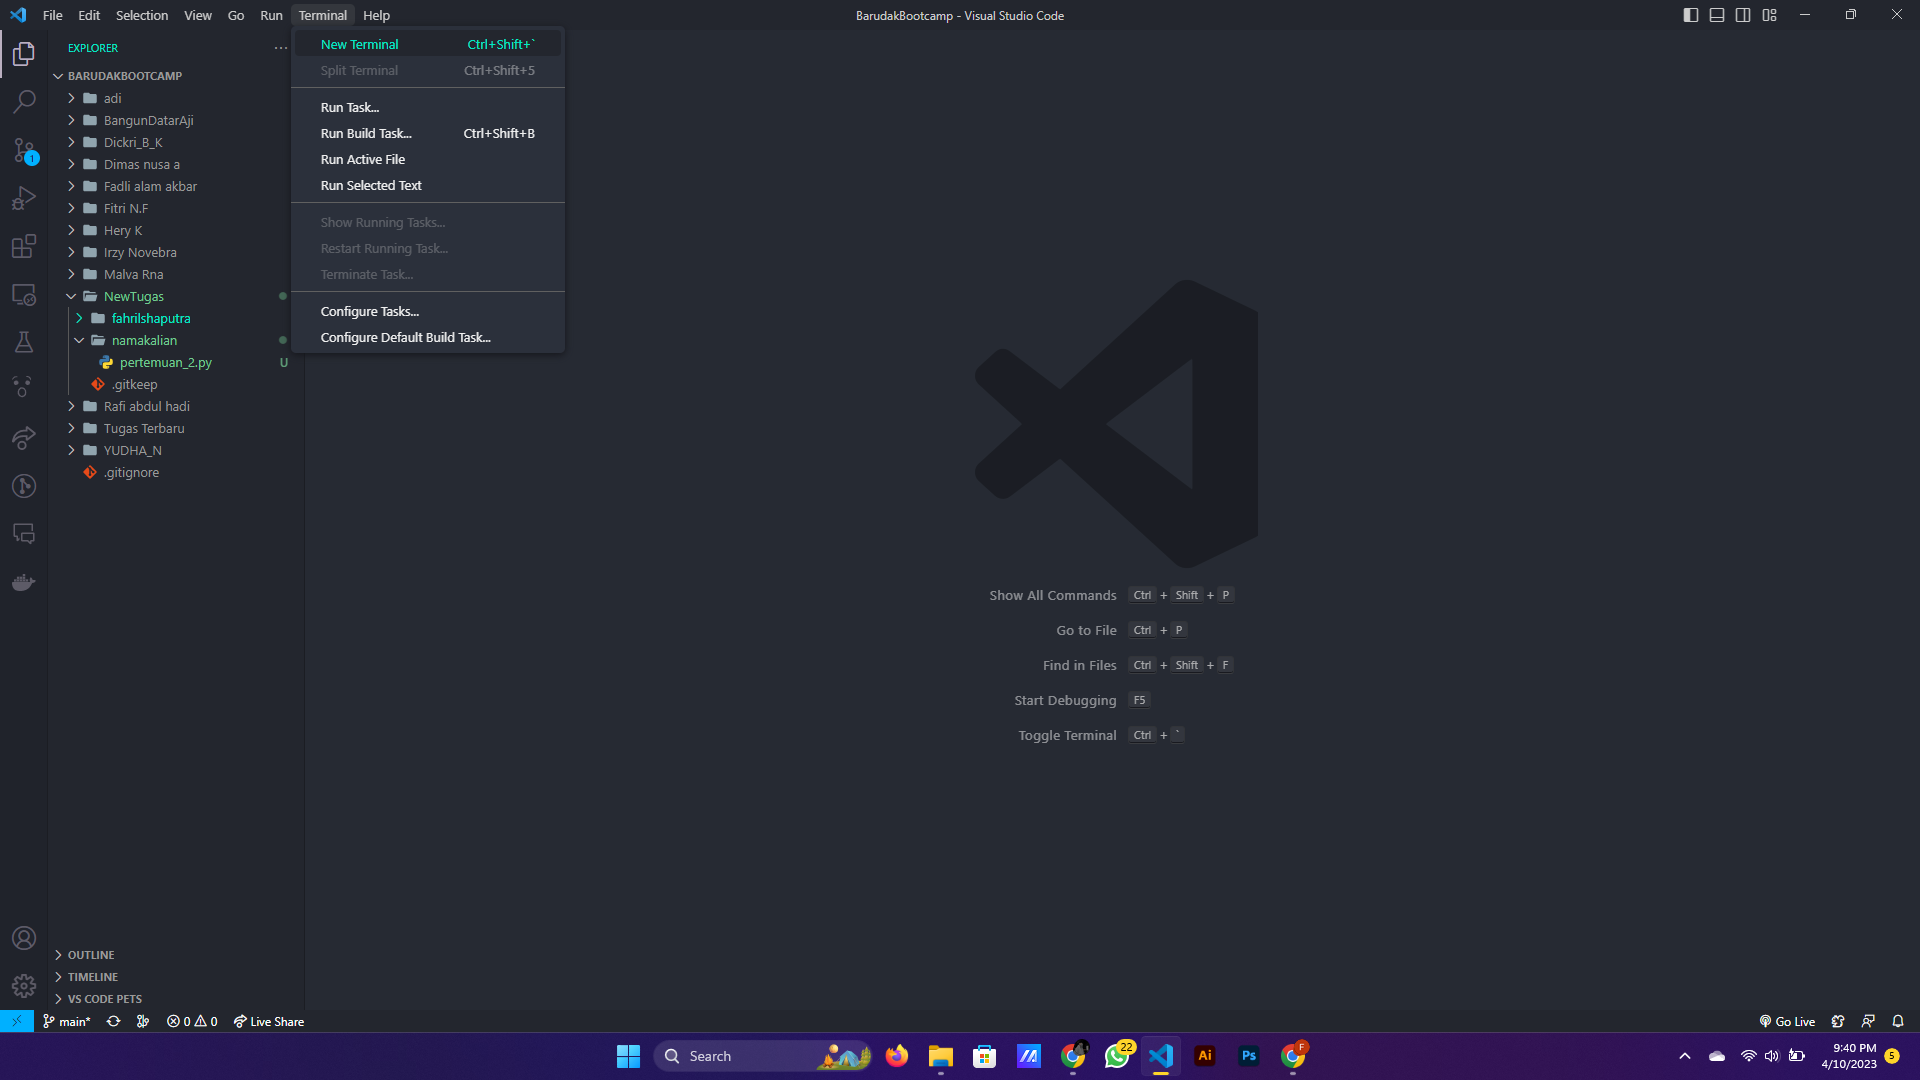 File Edit Selection View Go Run Terminal Help
BarudakBootcamp - Visual Studio Code
EXPLORER
BARUDAKBOOTCAMP
adi
BangunDatarAji
Dickri_B_K
Dimas nusa a
Fadli alam akbar
Fitri N.F
Hery K
Irzy Novebra
Malva Rna
NewTugas
fahrilshaputra
namakalian
pertemuan_2.py U
.gitkeep
Rafi abdul hadi
Tugas Terbaru
YUDHA_N
.gitignore
1
New Terminal Ctrl+Shift+`
Split Terminal Ctrl+Shift+5
Run Task...
Run Build Task... Ctrl+Shift+B
Run Active File
Run Selected Text
Show Running Tasks...
Restart Running Task...
Terminate Task...
Configure Tasks...
Configure Default Build Task...
Show All Commands Ctrl + Shift + P
Go to File Ctrl + P
Find in Files Ctrl + Shift + F
Start Debugging F5
Toggle Terminal Ctrl + `
OUTLINE
TIMELINE
VS CODE PETS
main* 0 0 Live Share
Go Live
Search
22
Ai
Ps
F
9:40 PM
4/10/2023
5